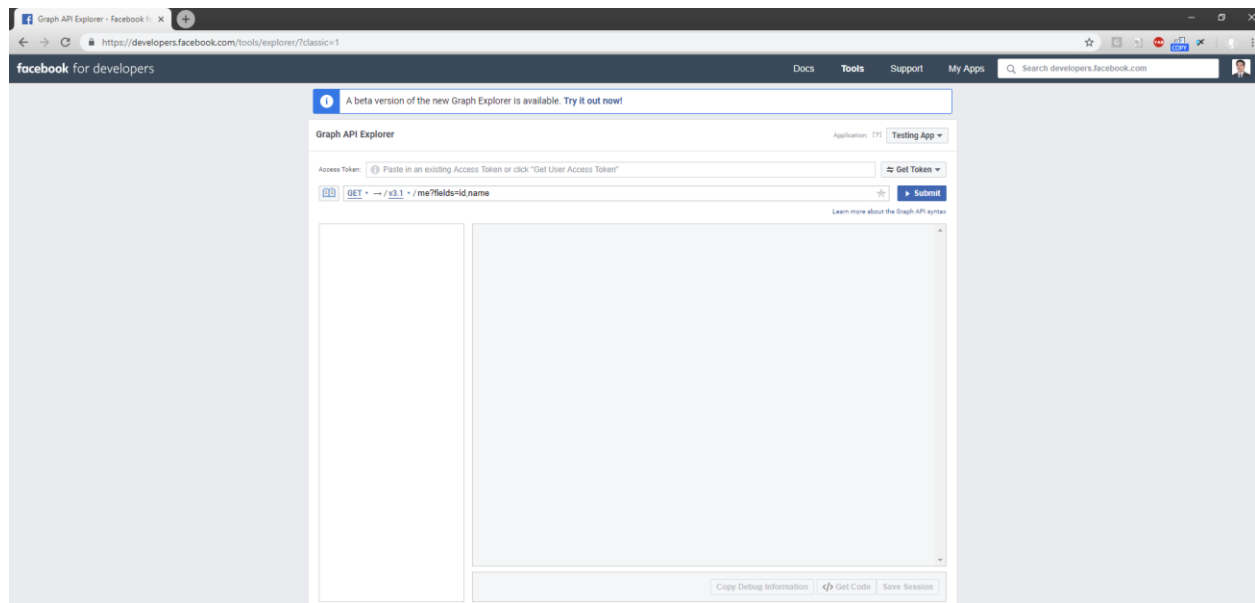 Graph API Explorer - Facebook fo
https://developers.facebook.com/tools/explorer/?classic=1
COPY
facebook for developers Docs Tools Support My Apps Search developers.facebook.com
A beta version of the new Graph Explorer is available. Try it out now!
Graph API Explorer Application: [?] Testing App
Access Token: Paste in an existing Access Token or click "Get User Access Token" Get Token
GET → / v3.1 / me?fields=id,name Submit
Learn more about the Graph API syntax
Copy Debug Information </> Get Code Save Session